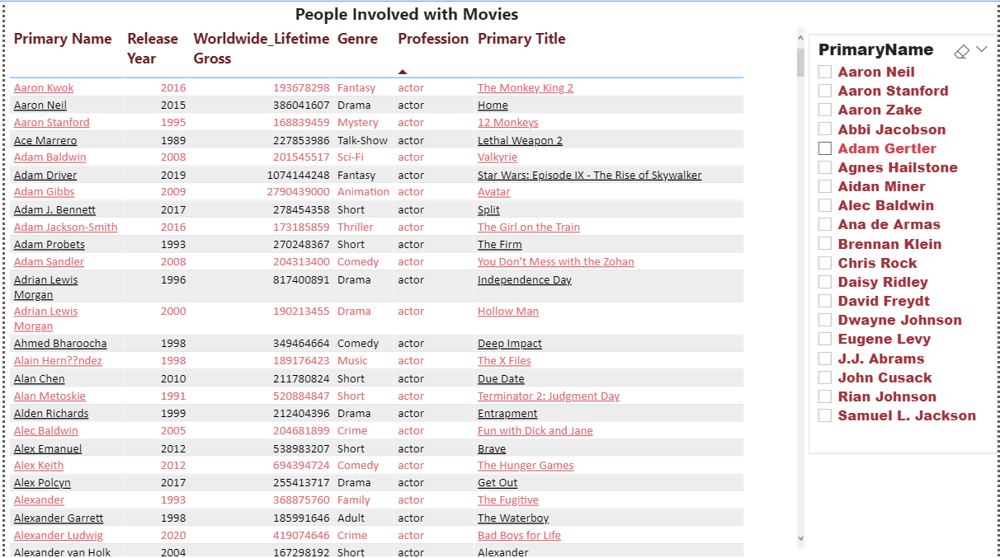 People Involved with Movies
Primary Name Release Year Worldwide_Lifetime Gross Genre Profession Primary Title
Aaron Kwok 2016 193678298 Fantasy actor The Monkey King 2
Aaron Neil 2015 386041607 Drama actor Home
Aaron Stanford 1995 168839459 Mystery actor 12 Monkeys
Ace Marrero 1989 227853986 Talk-Show actor Lethal Weapon 2
Adam Baldwin 2008 201545517 Sci-Fi actor Valkyrie
Adam Driver 2019 1074144248 Fantasy actor Star Wars: Episode IX - The Rise of Skywalker
Adam Gibbs 2009 2790439000 Animation actor Avatar
Adam J. Bennett 2017 278454358 Short actor Split
Adam Jackson-Smith 2016 173185859 Thriller actor The Girl on the Train
Adam Probets 1993 270248367 Short actor The Firm
Adam Sandler 2008 204313400 Comedy actor You Don't Mess with the Zohan
Adrian Lewis Morgan 1996 817400891 Drama actor Independence Day
Adrian Lewis Morgan 2000 190213455 Drama actor Hollow Man
Ahmed Bharoocha 1998 349464664 Comedy actor Deep Impact
Alain Hern??ndez 1998 189176423 Music actor The X Files
Alan Chen 2010 211780824 Short actor Due Date
Alan Metoskie 1991 520884847 Short actor Terminator 2: Judgment Day
Alden Richards 1999 212404396 Drama actor Entrapment
Alec Baldwin 2005 204681899 Crime actor Fun with Dick and Jane
Alex Emanuel 2012 538983207 Short actor Brave
Alex Keith 2012 694394724 Comedy actor The Hunger Games
Alex Polcyn 2017 255413717 Drama actor Get Out
Alexander 1993 368875760 Family actor The Fugitive
Alexander Garrett 1998 185991646 Adult actor The Waterboy
Alexander Ludwig 2020 419074646 Crime actor Bad Boys for Life
Alexander van Holk 2004 167298192 Short actor Alexander
PrimaryName
Aaron Neil
Aaron Stanford
Aaron Zake
Abbi Jacobson
Adam Gertler
Agnes Hailstone
Aidan Miner
Alec Baldwin
Ana de Armas
Brennan Klein
Chris Rock
Daisy Ridley
David Freydt
Dwayne Johnson
Eugene Levy
J.J. Abrams
John Cusack
Rian Johnson
Samuel L. Jackson